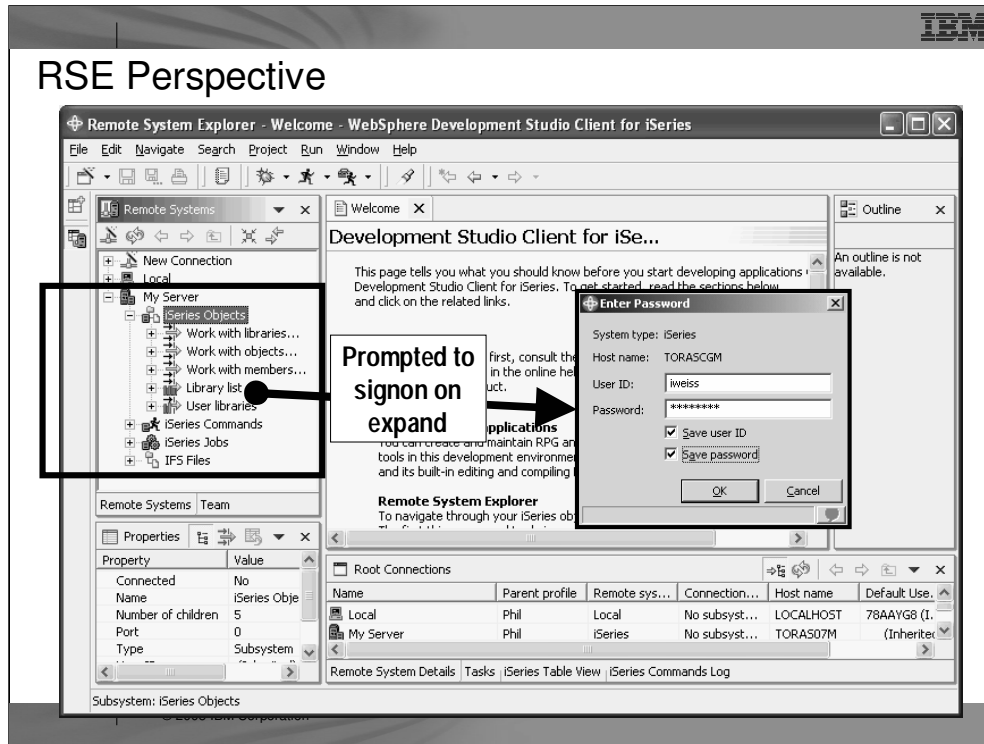 IBM
RSE Perspective
Remote System Explorer - Welcome - WebSphere Development Studio Client for iSeries
File Edit Navigate Search Project Run Window Help
Remote Systems
Welcome
Outline
Development Studio Client for iSe...
An outline is not available.
New Connection
Local
My Server
iSeries Objects
Work with libraries...
Work with objects...
Work with members...
Library list
User libraries
iSeries Commands
iSeries Jobs
IFS Files
Remote Systems Team
This page tells you what you should know before you start developing applications
Development Studio Client for iSeries. To get started, read the sections below
and click on the related links.
first, consult the
in the online
Prompted to
signon on
expand
You can create and maintain RPG
tools in this development
and its built-in editing and compiling
Remote System Explorer
To navigate through your iSeries
Enter Password
System type: iSeries
Host name: TORASCGM
User ID: iweiss
Password: ********
Save user ID
Save password
OK Cancel
Properties
Property Value
Connected No
Name iSeries Obje
Number of children 5
Port 0
Type Subsystem
Root Connections
Name Parent profile Remote sys... Connection... Host name Default Use.
Local Phil Local No subsyst... LOCALHOST 78AAYG8 (I.
My Server Phil iSeries No subsyst... TORAS07M (Inherited
Remote System Details Tasks iSeries Table View iSeries Commands Log
Subsystem: iSeries Objects